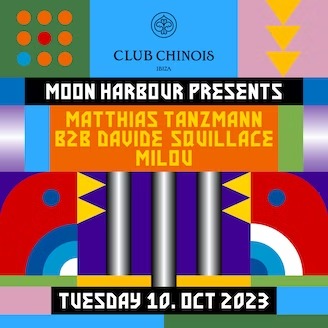 CLUB CHINOIS
IBIZA
MOON HARBOUR PRESENTS
MATTHIAS TANZMANN
B2B DAVIDE SQUILLACE
MILOU
TUESDAY 10. OCT 2023